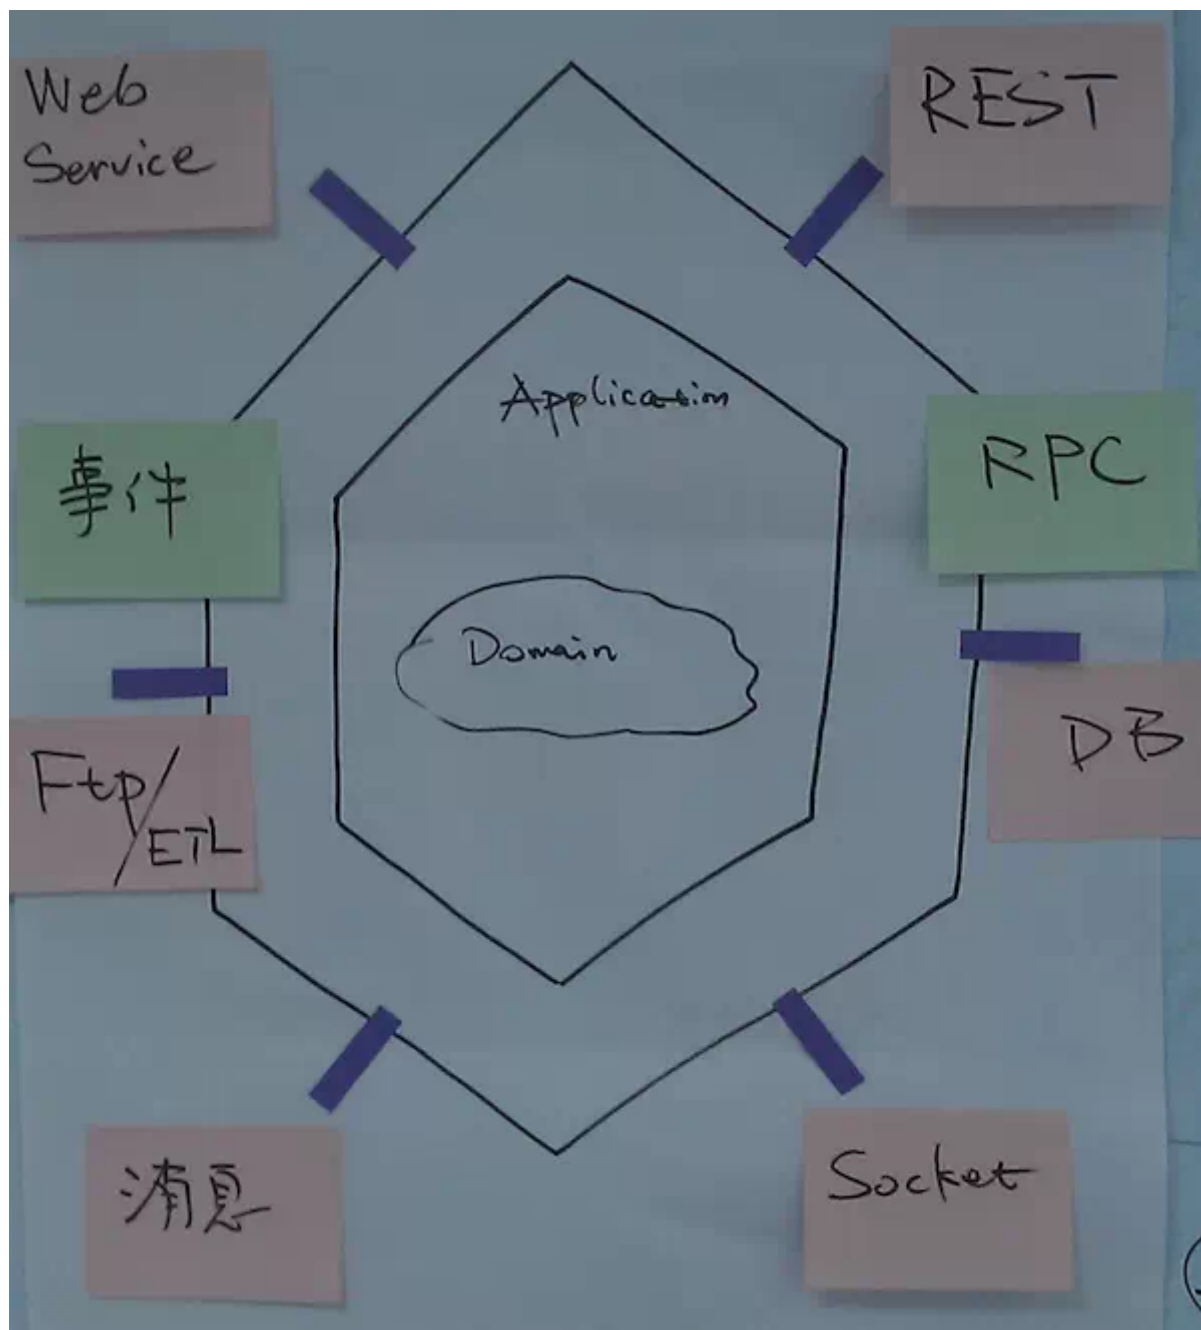 Web
Service
REST
Application
事件
RPC
Domain
DB
Ftp/
ETL
消息
Socket